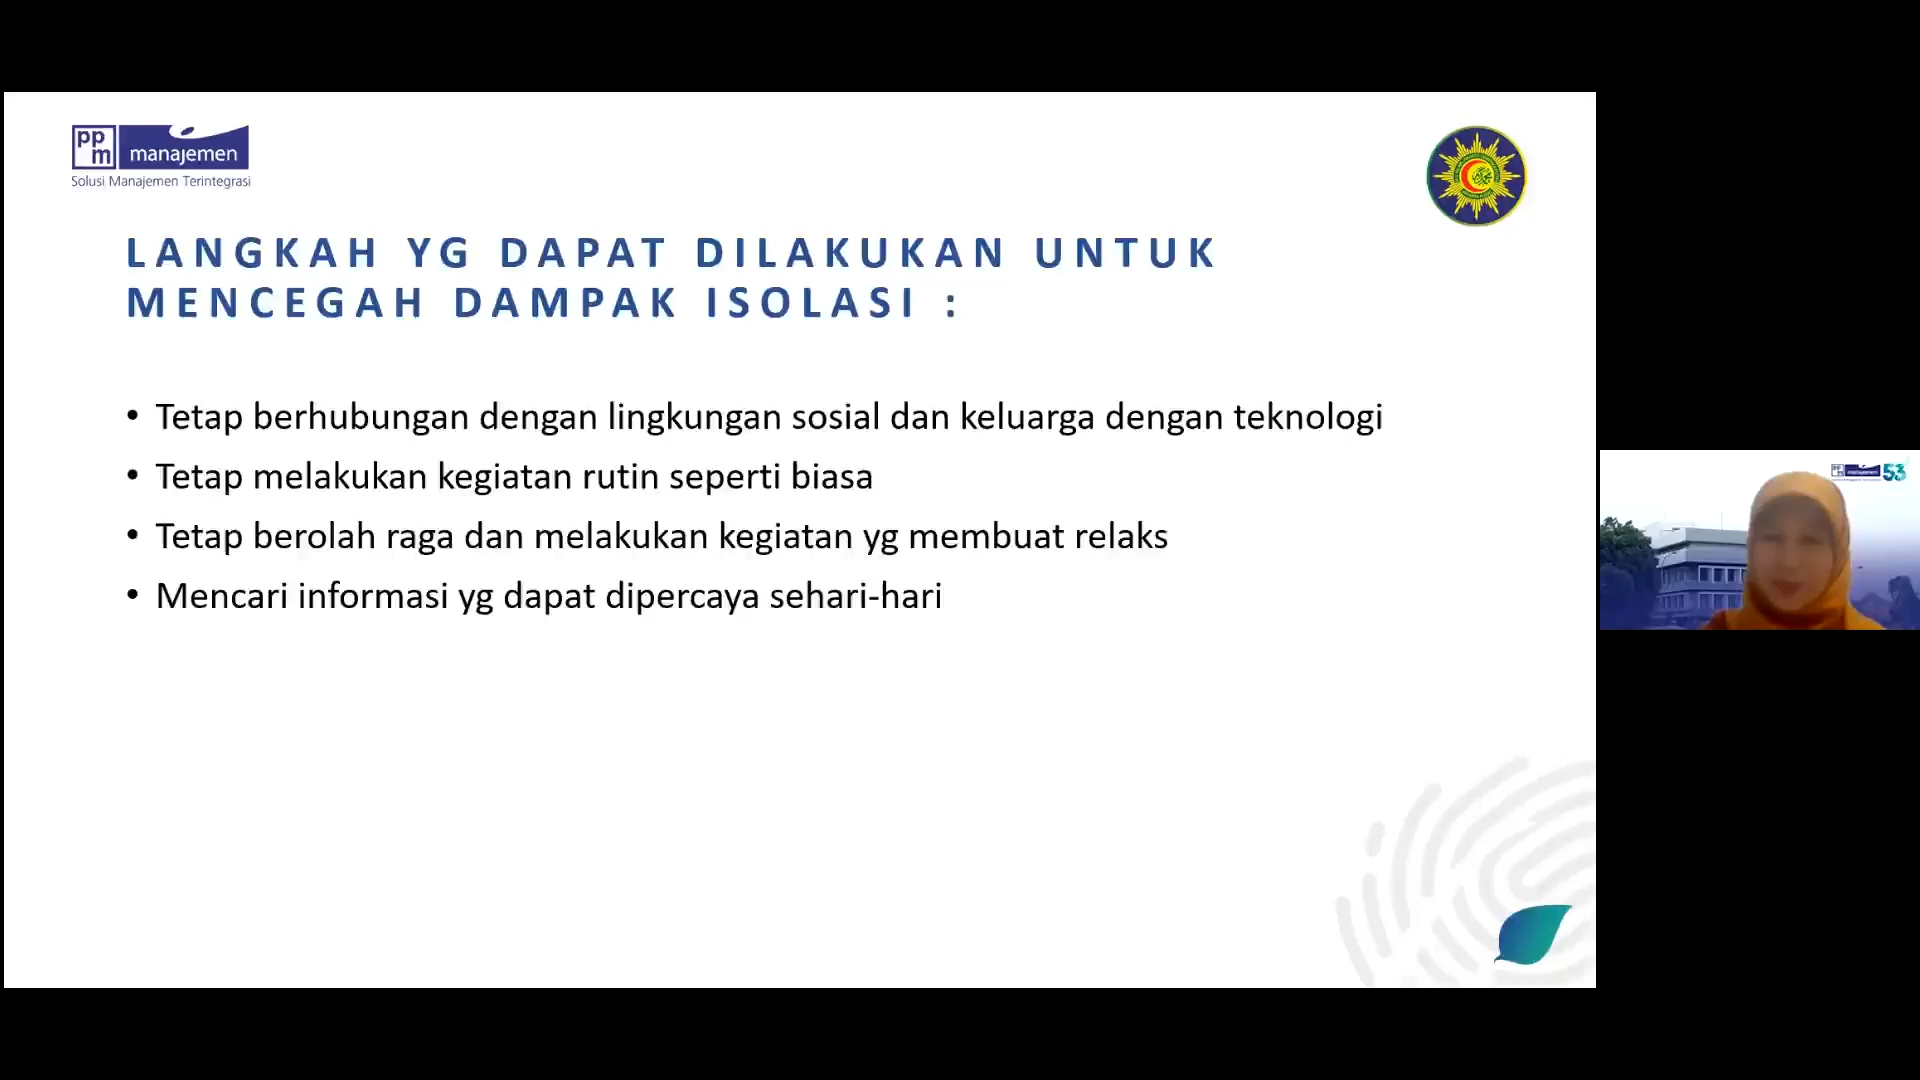 pp
m
manajemen
Solusi Manajemen Terintegrasi
LANGKAH YG DAPAT DILAKUKAN UNTUK
MENCEGAH DAMPAK ISOLASI :
• Tetap berhubungan dengan lingkungan sosial dan keluarga dengan teknologi
• Tetap melakukan kegiatan rutin seperti biasa
• Tetap berolah raga dan melakukan kegiatan yg membuat relaks
• Mencari informasi yg dapat dipercaya sehari-hari
53